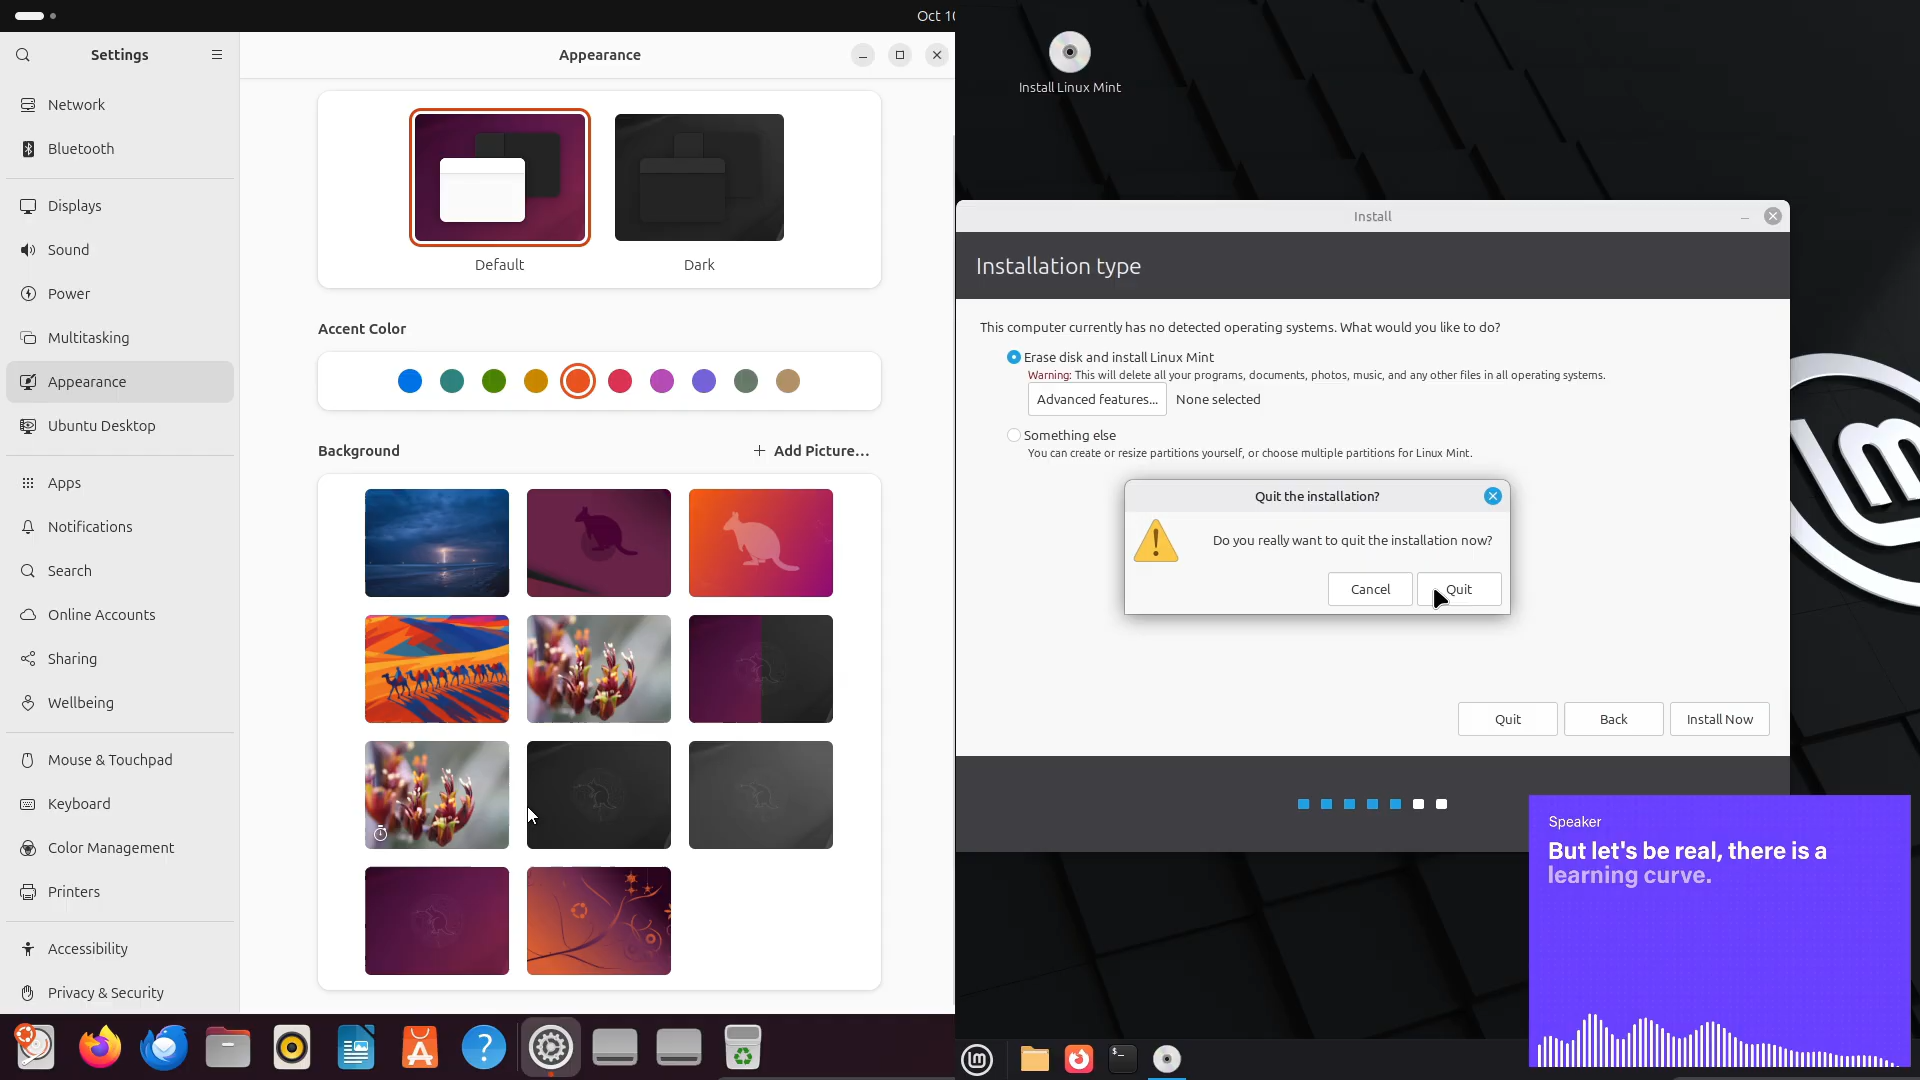 Oct 10
Settings
Appearance
Network
Bluetooth
Displays
Sound
Power
Multitasking
Appearance
Ubuntu Desktop
Apps
Notifications
Search
Online Accounts
Sharing
Wellbeing
Mouse & Touchpad
Keyboard
Color Management
Printers
Accessibility
Privacy & Security
Default
Dark
Accent Color
Background
+ Add Picture...
Install Linux Mint
Install
Installation type
This computer currently has no detected operating systems. What would you like to do?
Erase disk and install Linux Mint
Warning: This will delete all your programs, documents, photos, music, and any other files in all operating systems.
Advanced features... None selected
Something else
You can create or resize partitions yourself, or choose multiple partitions for Linux Mint.
Quit the installation?
Do you really want to quit the installation now?
Cancel
Quit
Quit
Back
Install Now
Speaker
But let's be real, there is a
learning curve.